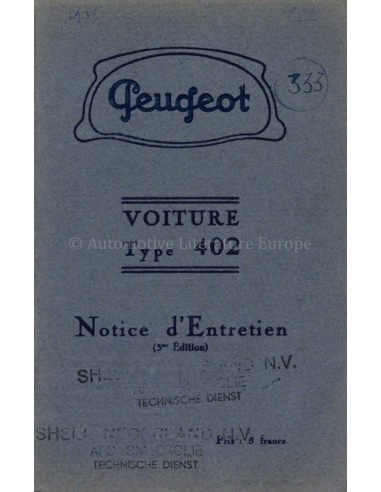 Peugeot
333
VOITURE
Type 402
© Automotive Literature Europe
Notice d'Entretien
(3me Édition)
N.V.
TECHNISCHE DIENST
SHELL NEDERLAND N.V.
TECHNISCHE DIENST
Prix : 8 francs.